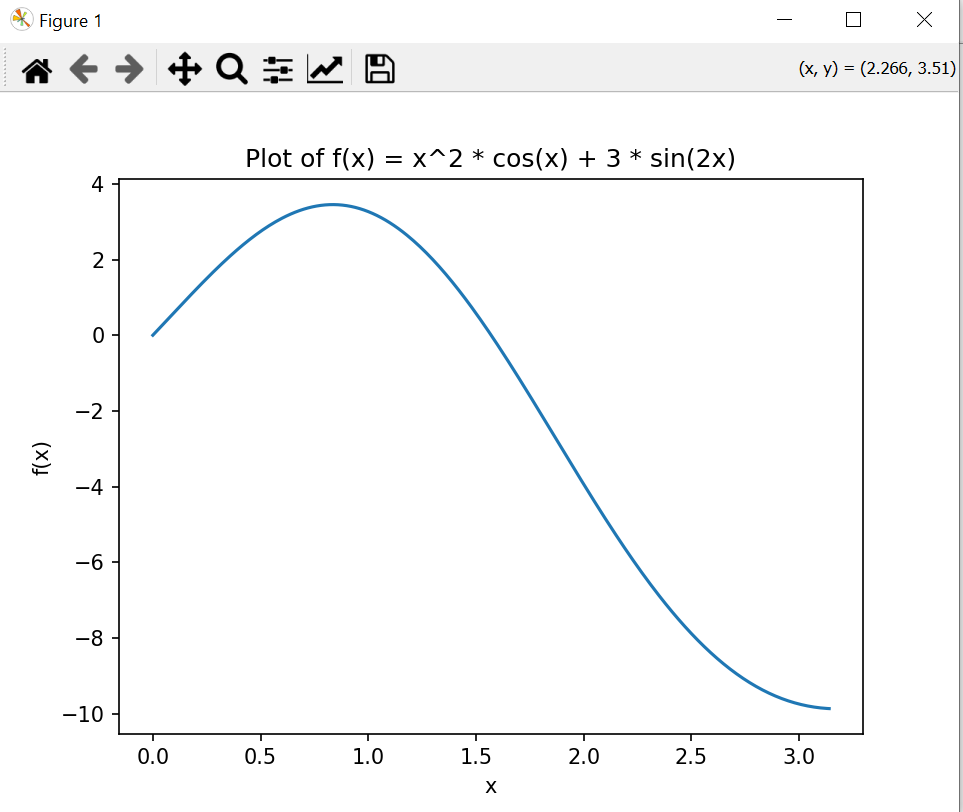 Figure 1
(x, y) = (2.266, 3.51)
Plot of f(x) = x^2 * cos(x) + 3 * sin(2x)
4
2
0
−2
−4
−6
−8
−10
f(x)
0.0 0.5 1.0 1.5 2.0 2.5 3.0
x